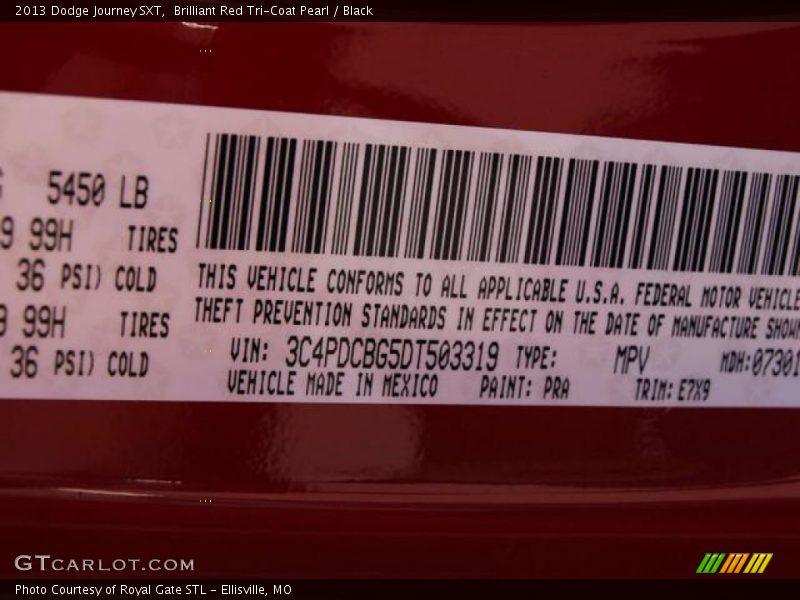 2013 Dodge Journey SXT, Brilliant Red Tri-Coat Pearl / Black
5450 LB
99H TIRES
36 PSI) COLD
99H TIRES
36 PSI) COLD
THIS VEHICLE CONFORMS TO ALL APPLICABLE U.S.A. FEDERAL MOTOR VEHICLE
THEFT PREVENTION STANDARDS IN EFFECT ON THE DATE OF MANUFACTURE SHOW
VIN: 3C4PDCBG5DT503319 TYPE: MPV MDH:07301
VEHICLE MADE IN MEXICO PAINT: PRA TRIM: E7X9
GTCARLOT.COM
Photo Courtesy of Royal Gate STL - Ellisville, MO